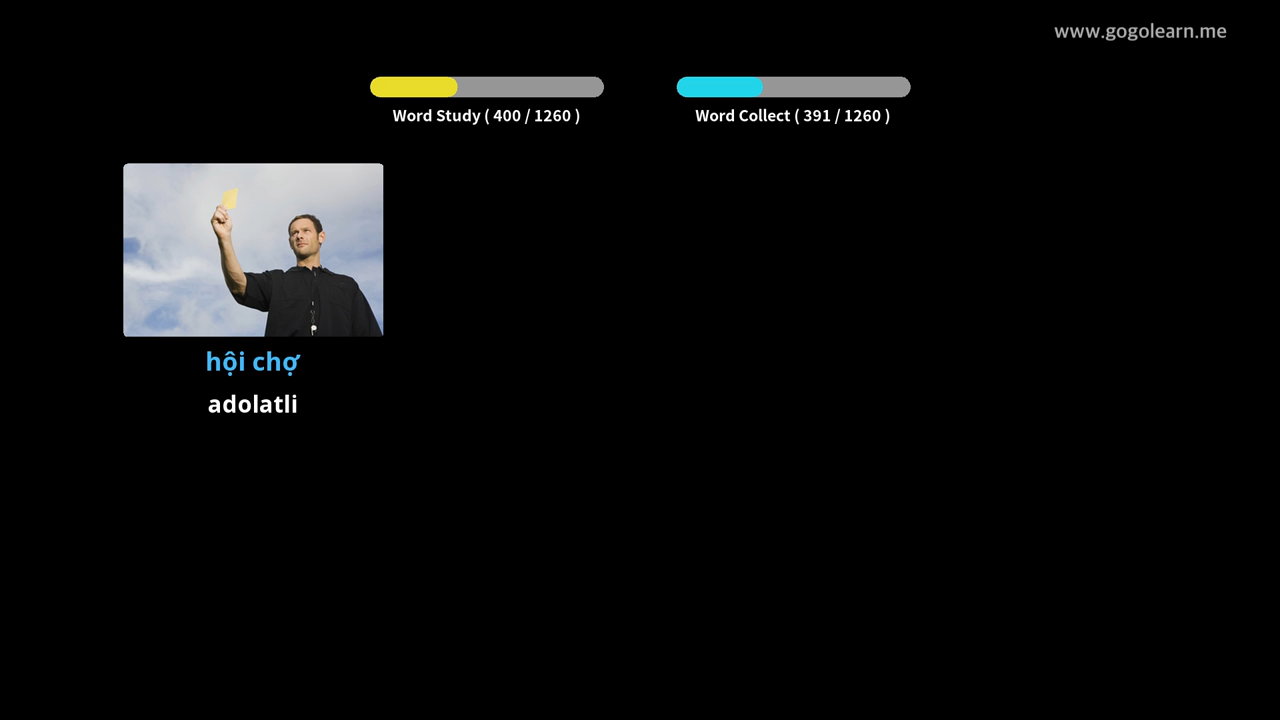 www.gogolearn.me
Word Study ( 400 / 1260 )
Word Collect ( 391 / 1260 )
hội chợ
adolatli